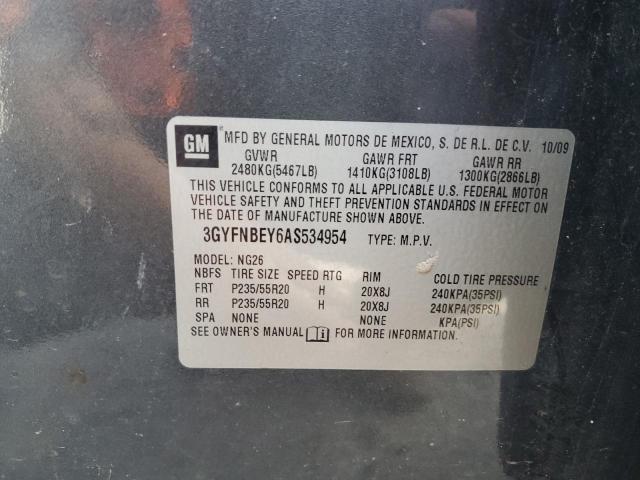 GM MFD BY GENERAL MOTORS DE MEXICO, S. DE R.L. DE C.V. 10/09
GVWR GAWR FRT GAWR RR
2480KG(5467LB) 1410KG(3108LB) 1300KG(2866LB)
THIS VEHICLE CONFORMS TO ALL APPLICABLE U.S. FEDERAL MOTOR
VEHICLE SAFETY AND THEFT PREVENTION STANDARDS IN EFFECT ON
THE DATE OF MANUFACTURE SHOWN ABOVE.
3GYFNBEY6AS534954 TYPE: M.P.V.
MODEL: NG26
NBFS TIRE SIZE SPEED RTG RIM COLD TIRE PRESSURE
FRT P235/55R20 H 20X8J 240KPA(35PSI)
RR P235/55R20 H 20X8J 240KPA(35PSI)
SPA NONE NONE KPA(PSI)
SEE OWNER'S MANUAL FOR MORE INFORMATION.